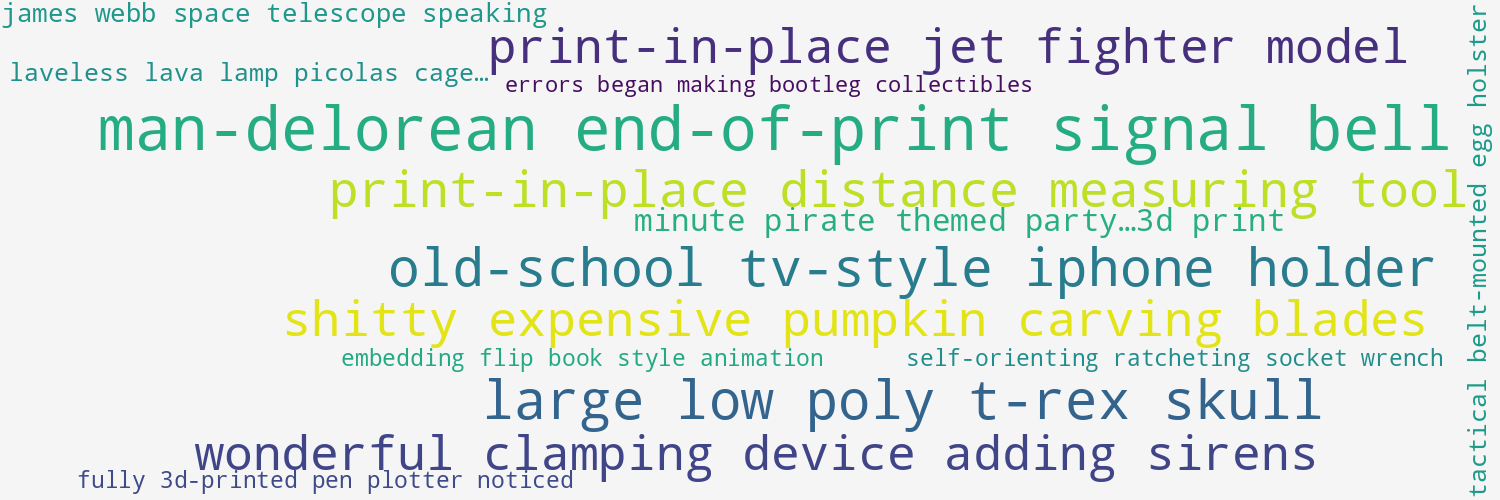 james webb space telescope speaking
print-in-place jet fighter model
laveless lava lamp picolas cage…
errors began making bootleg collectibles
man-delorean end-of-print signal bell
print-in-place distance measuring tool
minute pirate themed party…3d print
old-school tv-style iphone holder
shitty expensive pumpkin carving blades
embedding flip book style animation
self-orienting ratcheting socket wrench
large low poly t-rex skull
wonderful clamping device adding sirens
fully 3d-printed pen plotter noticed
tactical belt-mounted egg holster